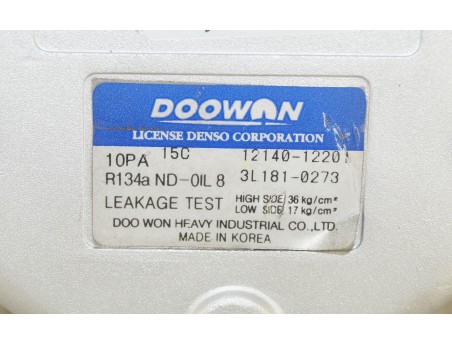 DOOWON
LICENSE DENSO CORPORATION
10PA 15C 12140-12201
R134a ND-OIL 8 3L181-0273
LEAKAGE TEST HIGH SIDE/36 kg/cm²
LOW SIDE/17 kg/cm²
DOO WON HEAVY INDUSTRIAL CO.,LTD.
MADE IN KOREA